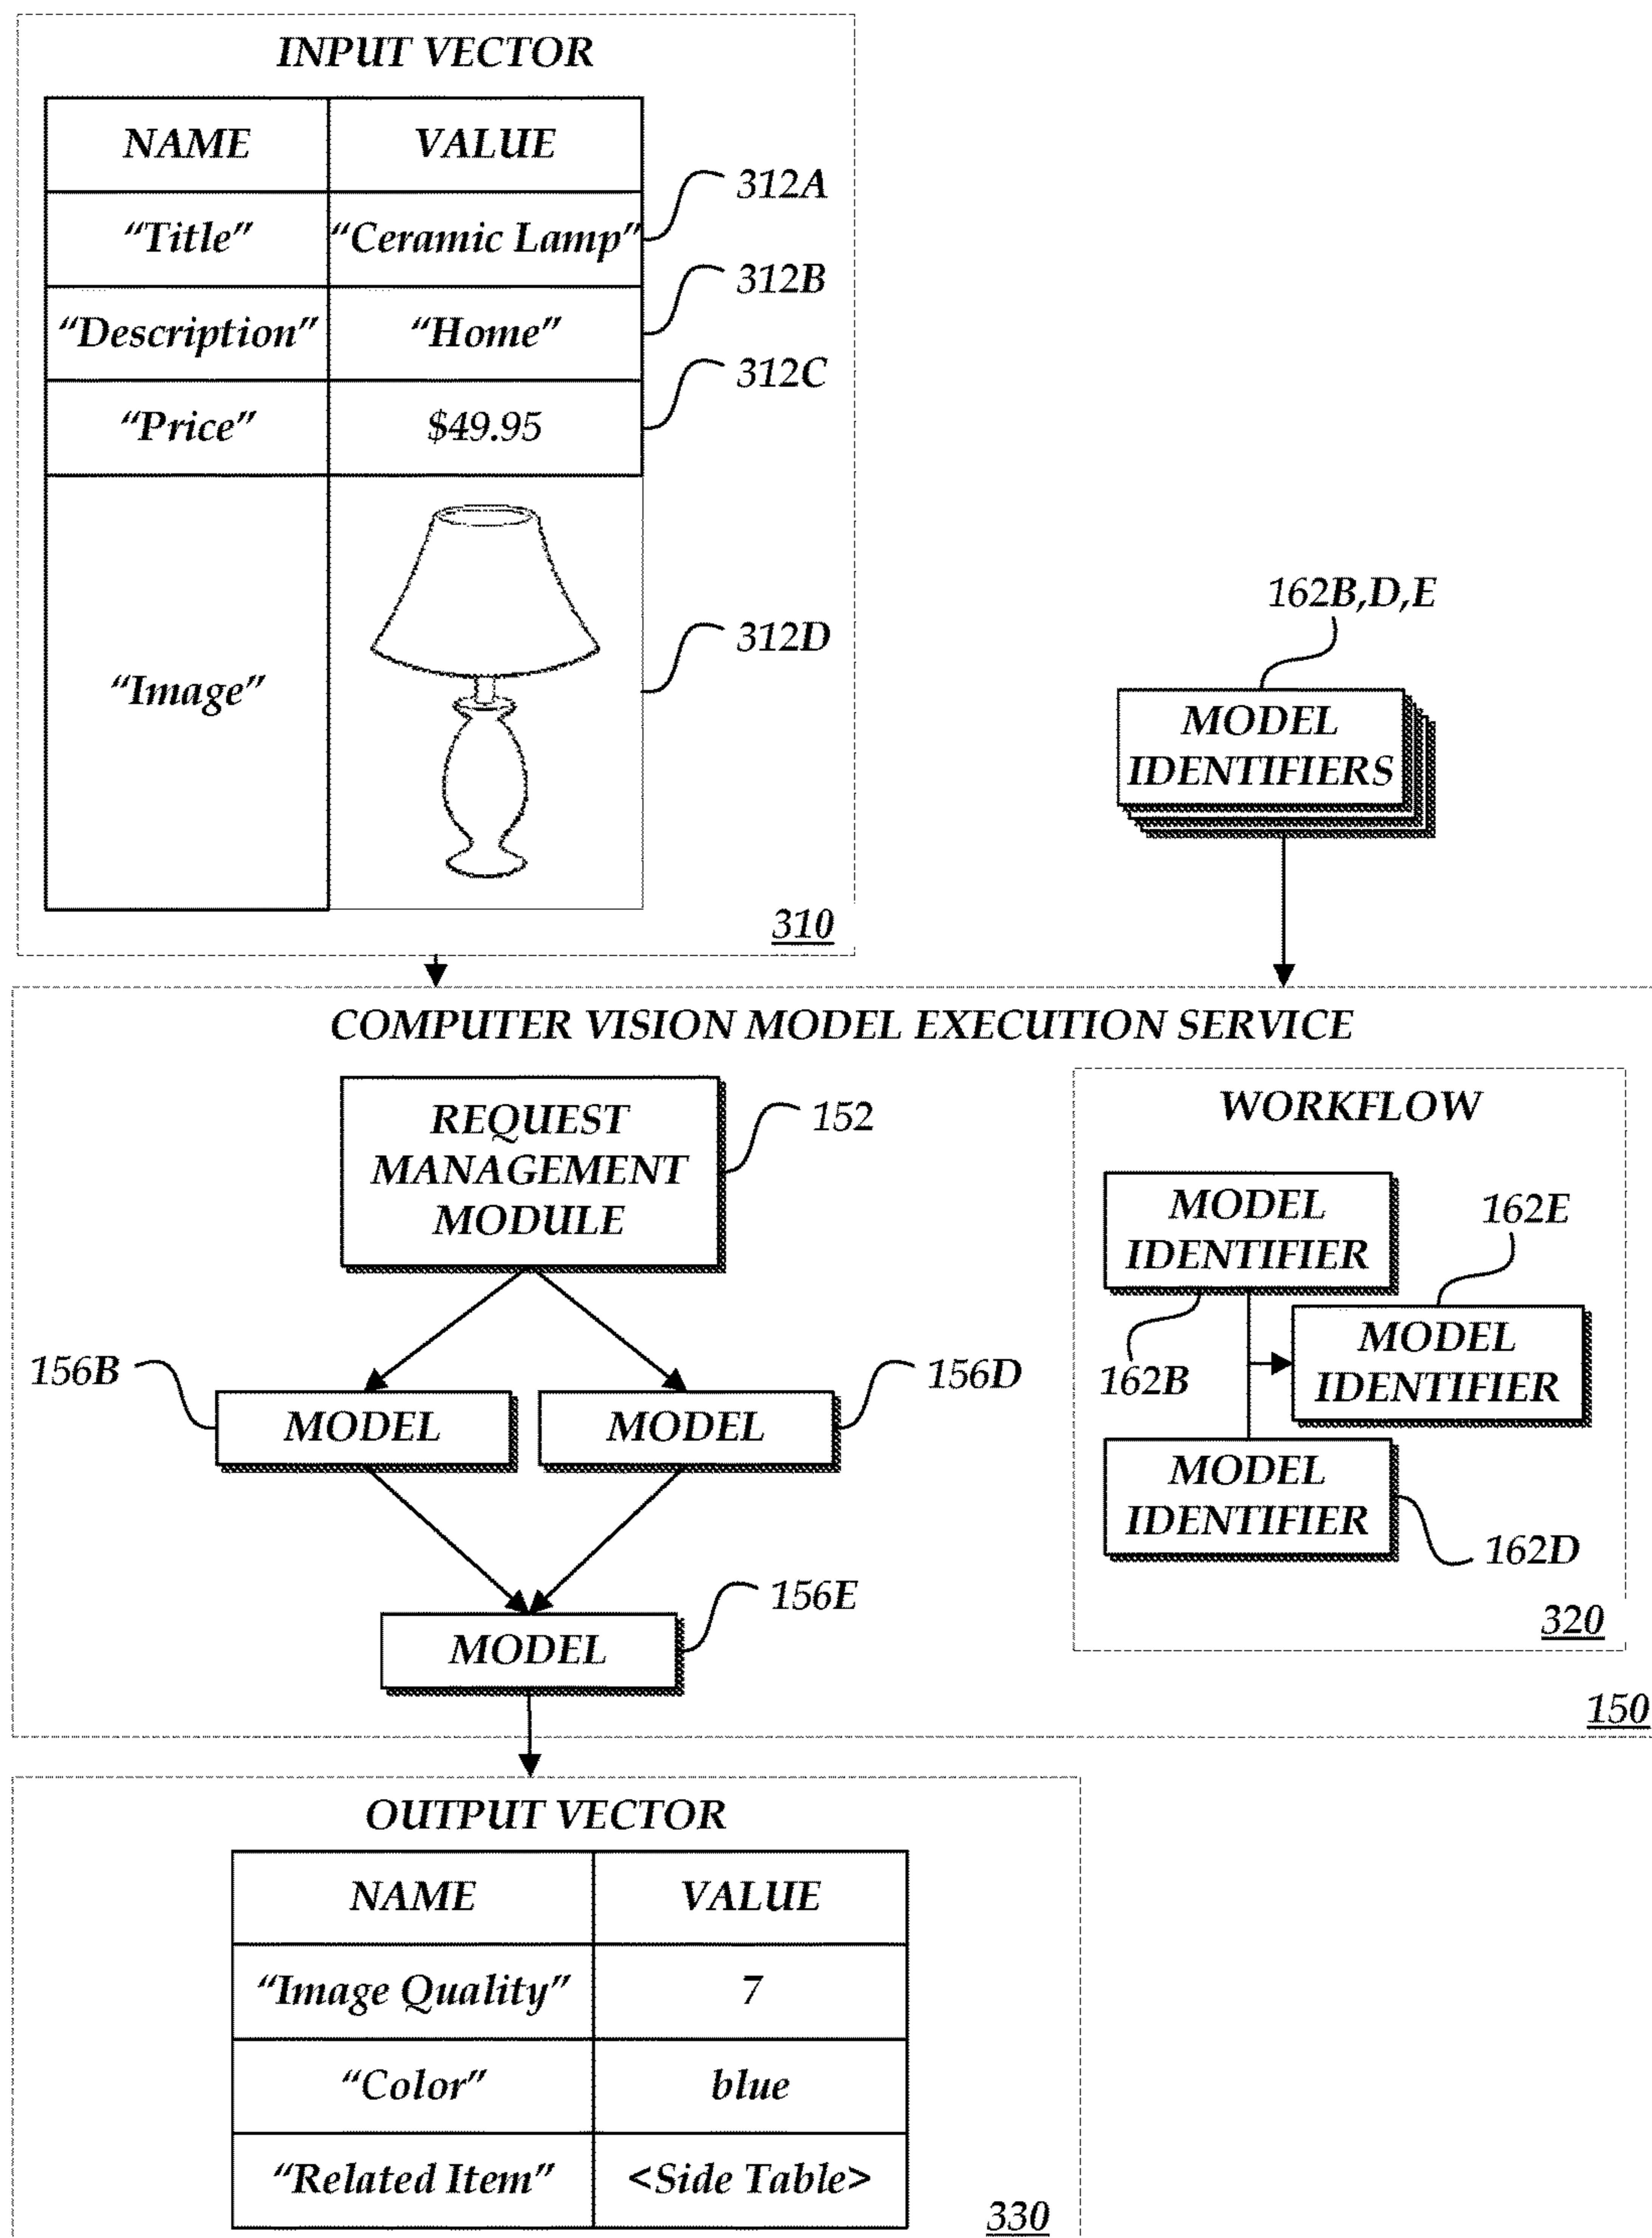 INPUT VECTOR
NAME VALUE
“Title” “Ceramic Lamp” 312A
“Description” “Home” 312B
“Price” $49.95 312C
“Image” 312D
310
162B,D,E
MODEL
IDENTIFIERS
COMPUTER VISION MODEL EXECUTION SERVICE
REQUEST
MANAGEMENT
MODULE
152
156B
MODEL
MODEL
156D
MODEL
156E
WORKFLOW
MODEL
IDENTIFIER
162B
162E
MODEL
IDENTIFIER
MODEL
IDENTIFIER
162D
320
150
OUTPUT VECTOR
NAME VALUE
“Image Quality” 7
“Color” blue
“Related Item” <Side Table>
330